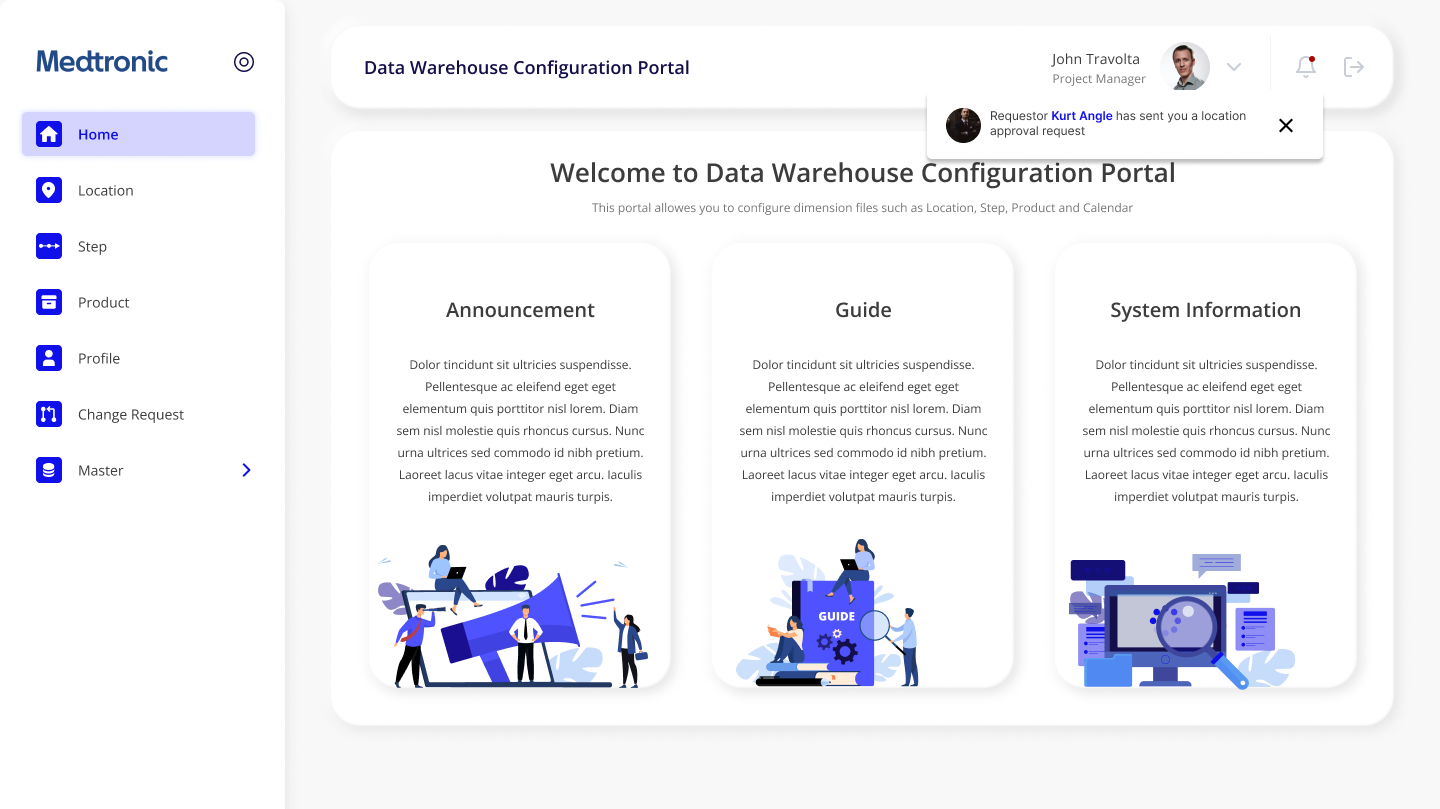 Medtronic
Home
Location
Step
Product
Profile
Change Request
Master
Data Warehouse Configuration Portal
John Travolta
Project Manager
Requestor Kurt Angle has sent you a location
approval request
Welcome to Data Warehouse Configuration Portal
This portal allowes you to configure dimension files such as Location, Step, Product and Calendar
Announcement
Dolor tincidunt sit ultricies suspendisse.
Pellentesque ac eleifend eget eget
elementum quis porttitor nisl lorem. Diam
sem nisl molestie quis rhoncus cursus. Nunc
urna ultrices sed commodo id nibh pretium.
Laoreet lacus vitae integer eget arcu. Iaculis
imperdiet volutpat mauris turpis.
Guide
Dolor tincidunt sit ultricies suspendisse.
Pellentesque ac eleifend eget eget
elementum quis porttitor nisl lorem. Diam
sem nisl molestie quis rhoncus cursus. Nunc
urna ultrices sed commodo id nibh pretium.
Laoreet lacus vitae integer eget arcu. Iaculis
imperdiet volutpat mauris turpis.
GUIDE
System Information
Dolor tincidunt sit ultricies suspendisse.
Pellentesque ac eleifend eget eget
elementum quis porttitor nisl lorem. Diam
sem nisl molestie quis rhoncus cursus. Nunc
urna ultrices sed commodo id nibh pretium.
Laoreet lacus vitae integer eget arcu. Iaculis
imperdiet volutpat mauris turpis.